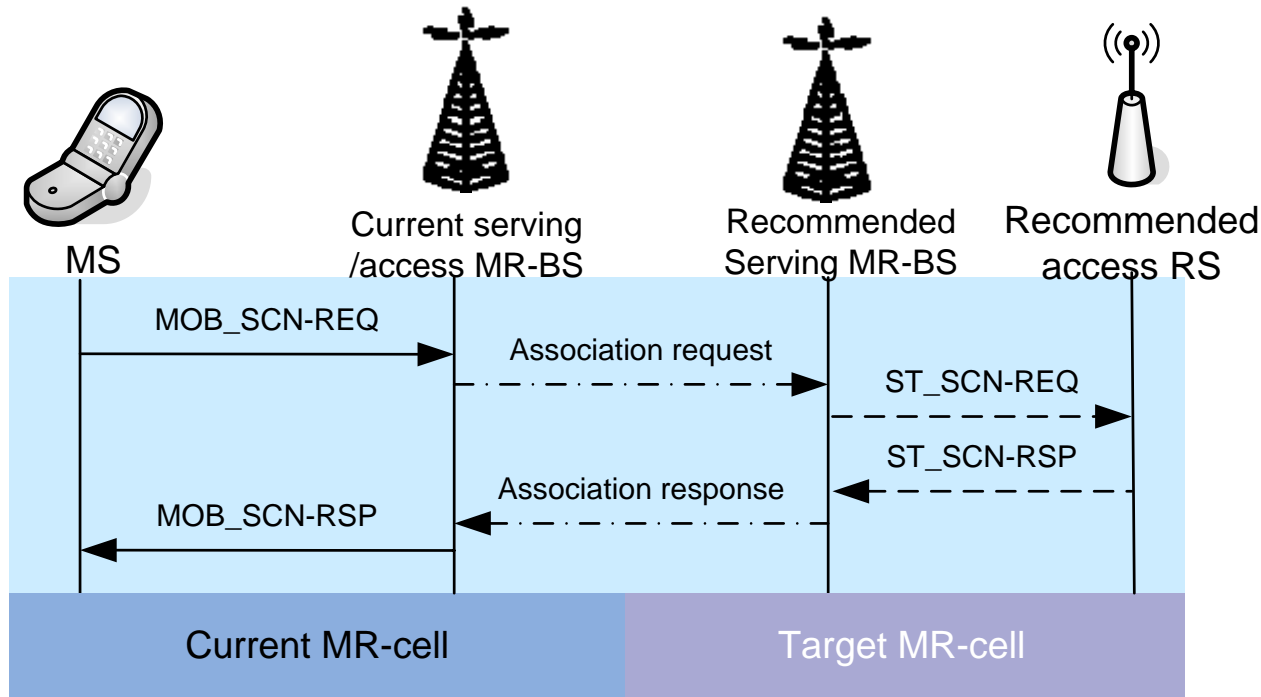 MS
Current serving
/access MR-BS
Recommended
Serving MR-BS
Recommended
access RS
MOB_SCN-REQ
Association request
ST_SCN-REQ
ST_SCN-RSP
Association response
MOB_SCN-RSP
Current MR-cell
Target MR-cell